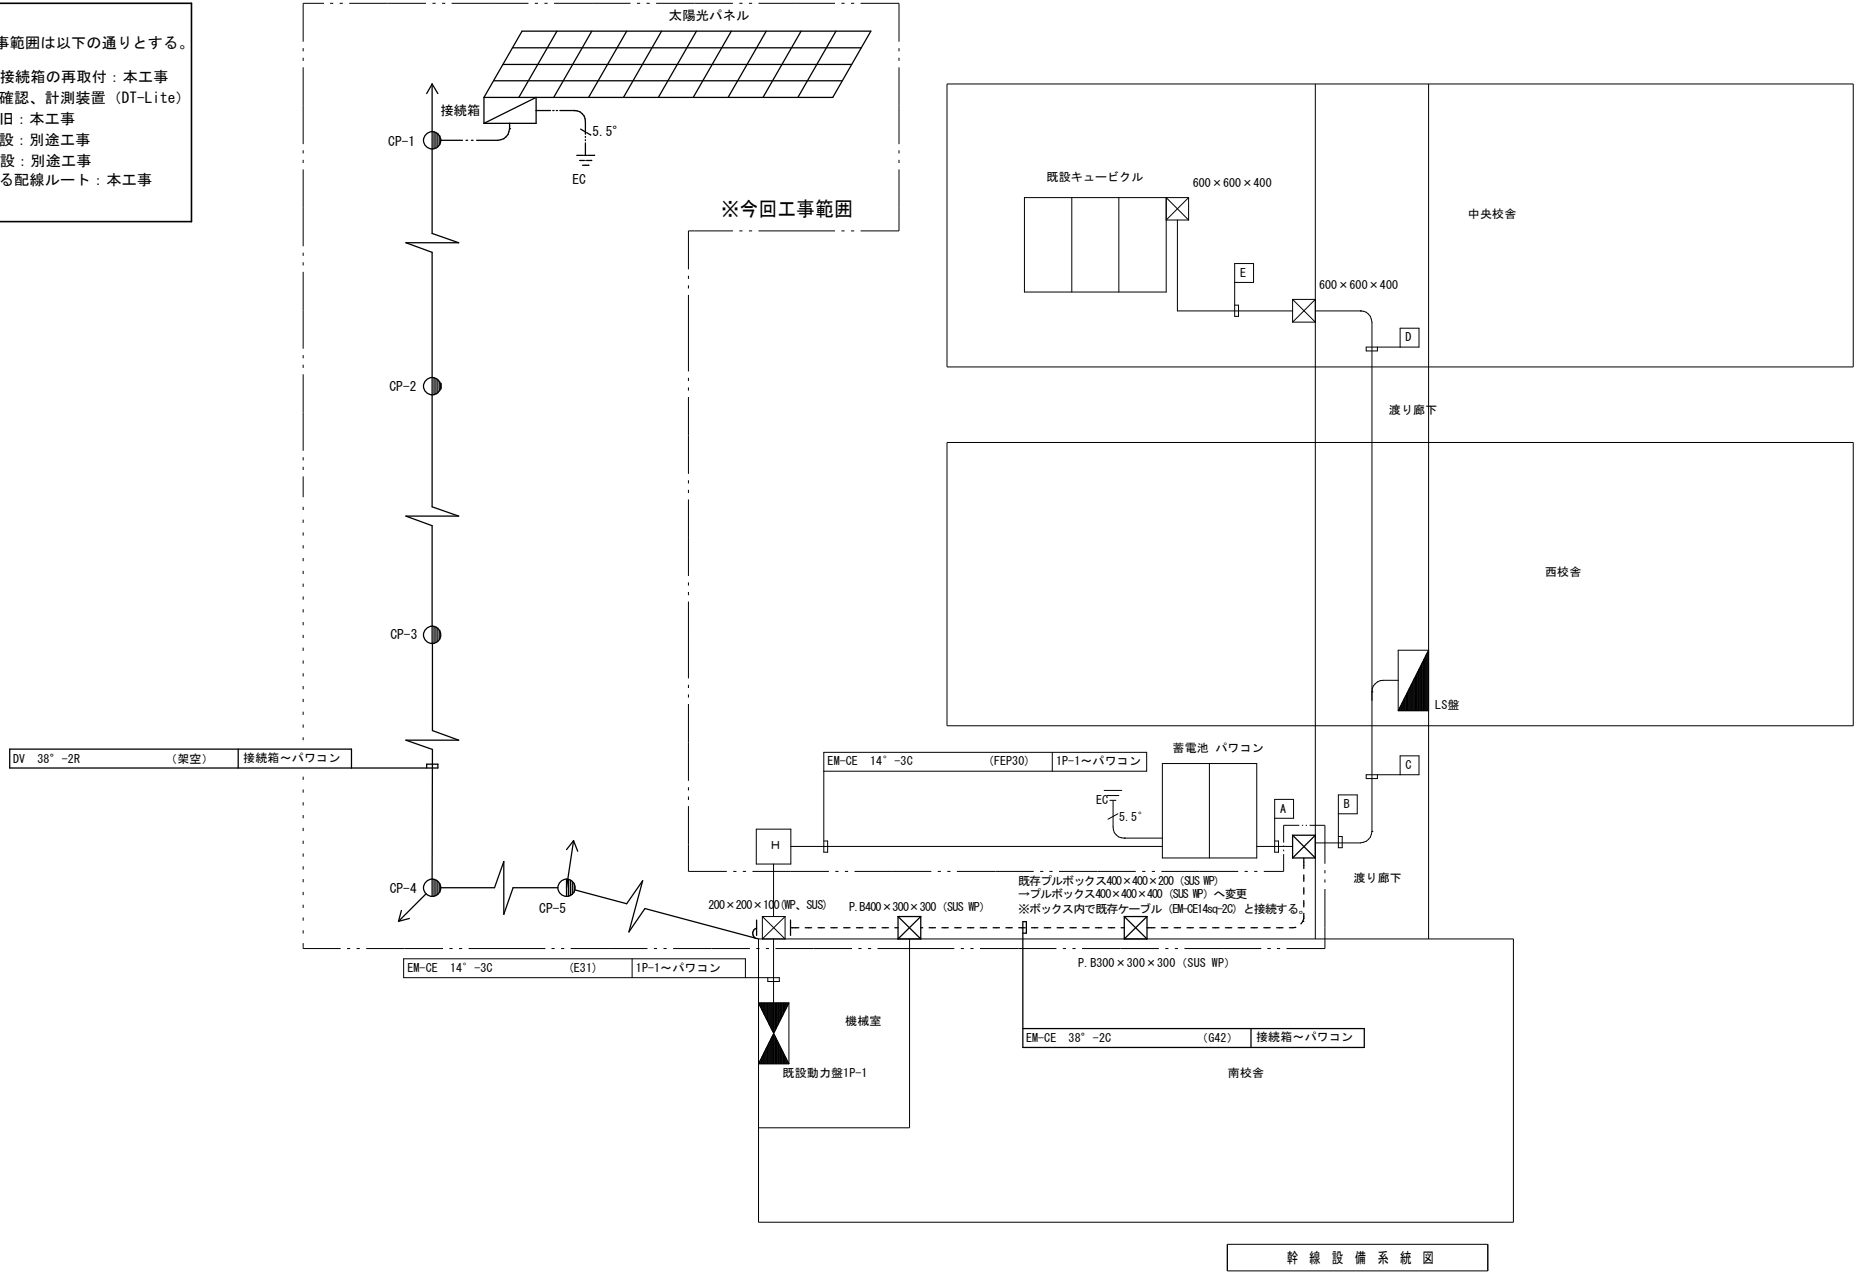 事範囲は以下の通りとする。
接続箱の再取付：本工事
確認、計測装置（DT-Lite）
旧：本工事
設：別途工事
設：別途工事
る配線ルート：本工事
太陽光パネル
接続箱
CP-1
5.5°
EC
※今回工事範囲
既設キュービクル
600×600×400
中央校舎
E
600×600×400
D
CP-2
渡り廊下
西校舎
CP-3
LS盤
DV 38°-2R （架空） 接続箱～パワコン
EM-CE 14°-3C （FEP30） 1P-1～パワコン
蓄電池 パワコン
C
EC
5.5°
A
B
H
CP-4
CP-5
渡り廊下
既存プルボックス400×400×200（SUS WP）
→プルボックス400×400×400（SUS WP）へ変更
※ボックス内で既存ケーブル（EM-CE14sq-2C）と接続する。
200×200×100(WP、SUS)
P.B400×300×300（SUS WP）
P.B300×300×300（SUS WP）
EM-CE 14°-3C （E31） 1P-1～パワコン
機械室
EM-CE 38°-2C （G42） 接続箱～パワコン
既設動力盤1P-1
南校舎
幹線設備系統図